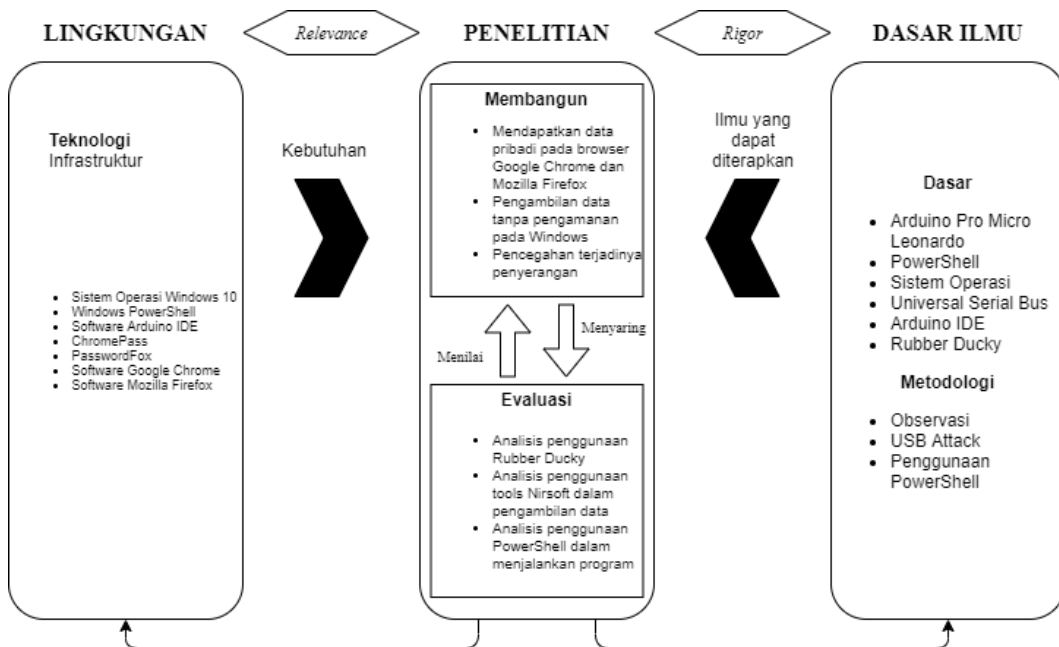 LINGKUNGAN
Relevance
PENELITIAN
Rigor
DASAR ILMU
Teknologi
Infrastruktur
• Sistem Operasi Windows 10
• Windows PowerShell
• Software Arduino IDE
• ChromePass
• PasswordFox
• Software Google Chrome
• Software Mozilla Firefox
Kebutuhan
Membangun
• Mendapatkan data
pribadi pada browser
Google Chrome dan
Mozilla Firefox
• Pengambilan data
tanpa pengamanan
pada Windows
• Pencegahan terjadinya
penyerangan
Menilai
Menyaring
Evaluasi
• Analisis penggunaan
Rubber Ducky
• Analisis penggunaan
tools Nirsoft dalam
pengambilan data
• Analisis penggunaan
PowerShell dalam
menjalankan program
Ilmu yang
dapat
diterapkan
Dasar
• Arduino Pro Micro
Leonardo
• PowerShell
• Sistem Operasi
• Universal Serial Bus
• Arduino IDE
• Rubber Ducky
Metodologi
• Observasi
• USB Attack
• Penggunaan
PowerShell